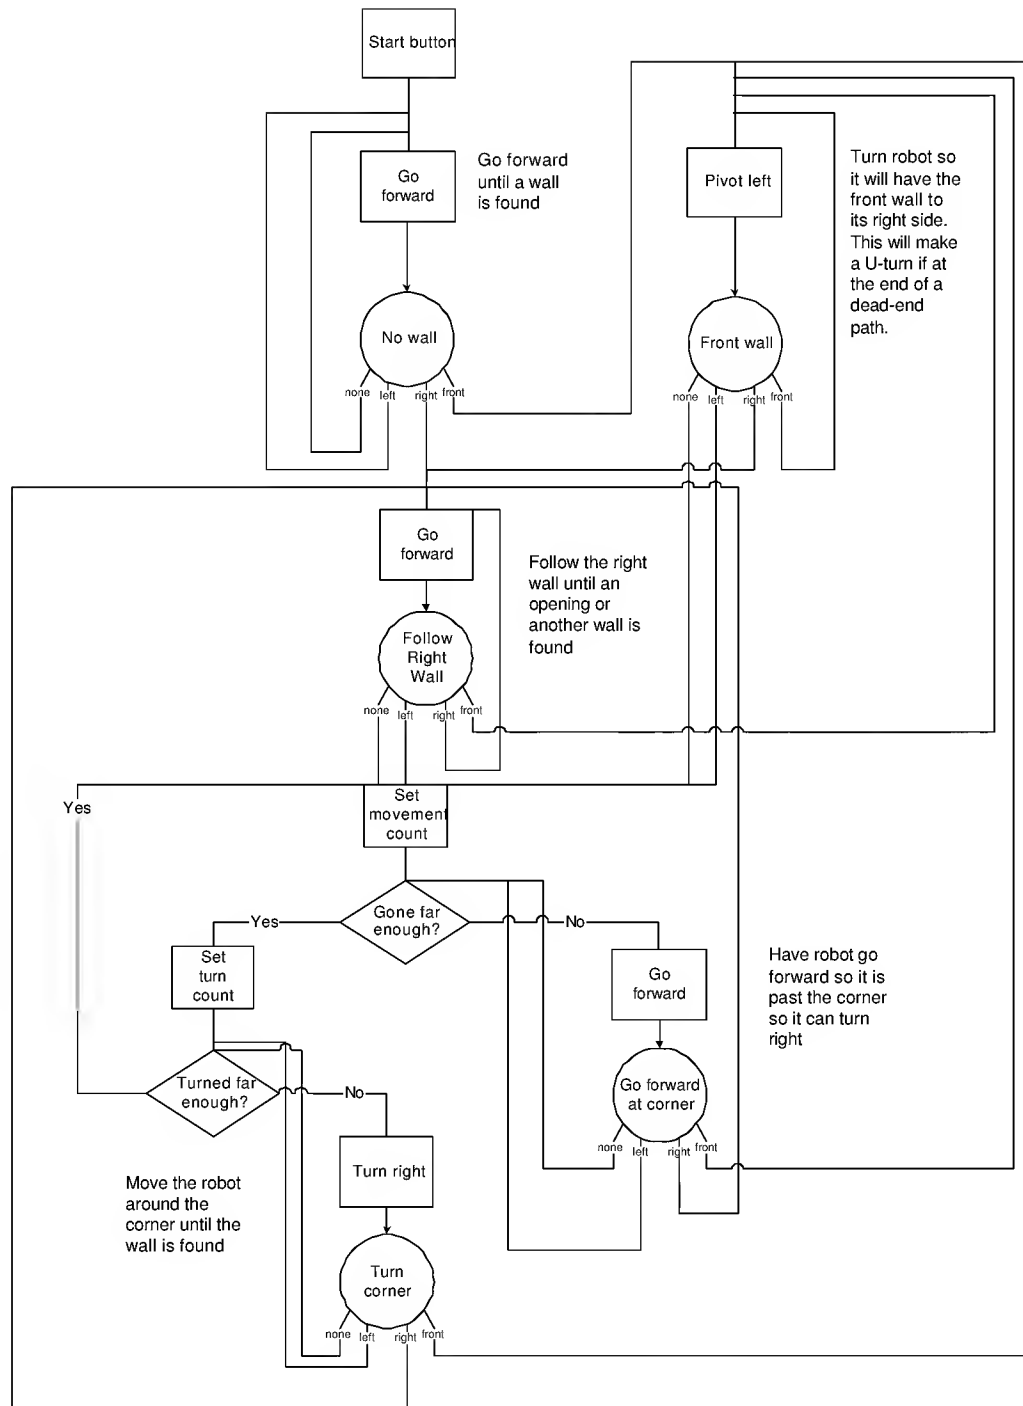 Start button
Go
forward
Go forward
until a wall
is found
Pivot left
Turn robot so
it will have the
front wall to
its right side.
This will make
a U-turn if at
the end of a
dead-end
path.
No wall
none
left
right
front
Front wall
none
left
right
front
Go
forward
Follow the right
wall until an
opening or
another wall is
found
Follow
Right
Wall
none
left
right
front
Yes
Set
movement
count
Gone far
enough?
Yes
No
Set
turn
count
Go
forward
Have robot go
forward so it is
past the corner
so it can turn
right
Turned far
enough?
No
Go forward
at corner
none
left
right
front
Turn right
Move the robot
around the
corner until the
wall is found
Turn
corner
none
left
right
front